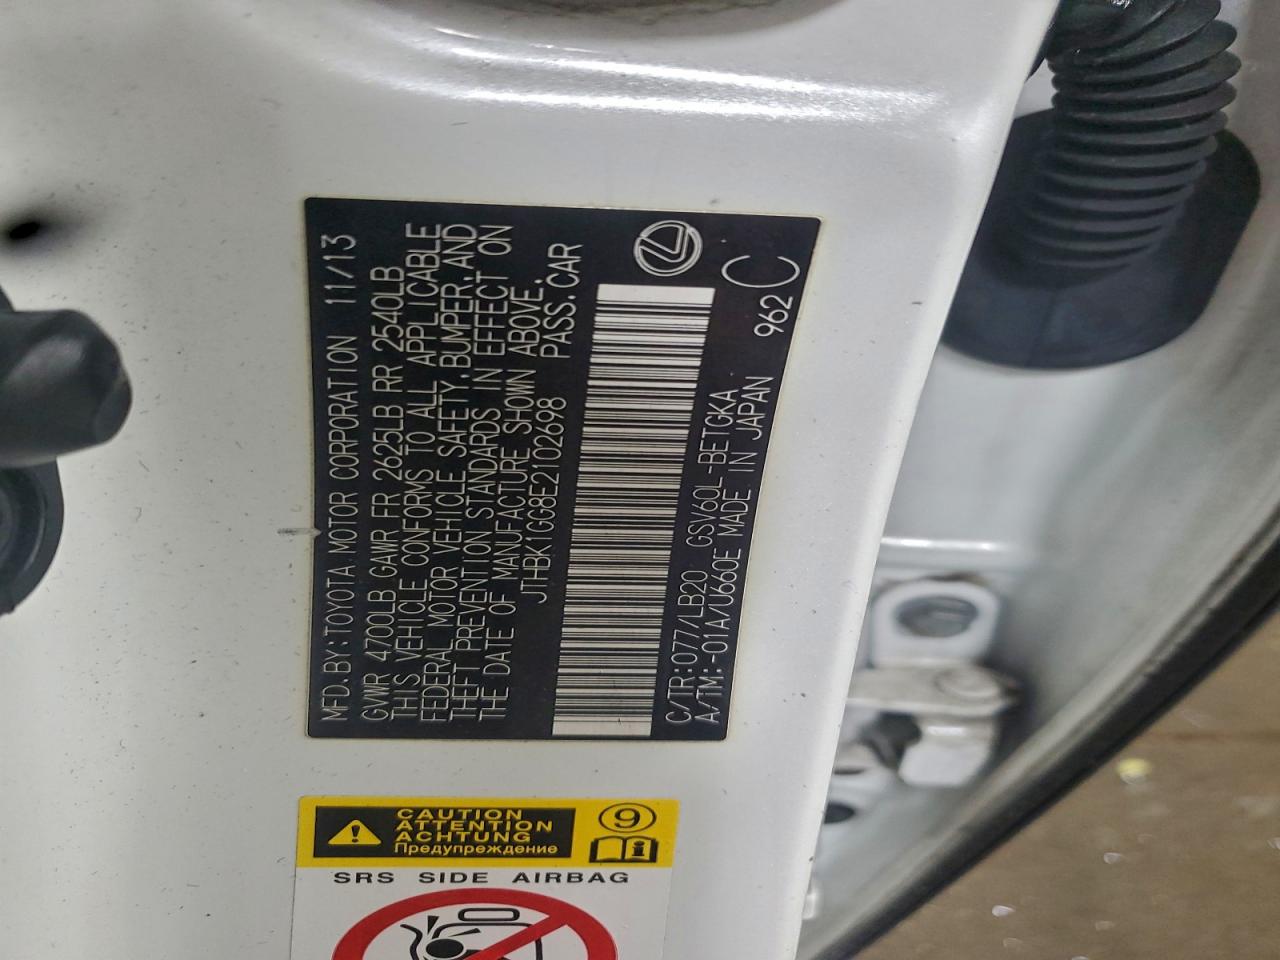 MFD.BY:TOYOTA MOTOR CORPORATION 11/13
GVWR 4700LB GAWR FR 2625LB RR 2540LB
THIS VEHICLE CONFORMS TO ALL APPLICABLE
FEDERAL MOTOR VEHICLE SAFETY, BUMPER, AND
THEFT PREVENTION STANDARDS IN EFFECT ON
THE DATE OF MANUFACTURE SHOWN ABOVE.
JTHBK1GG8E2102698 PASS.CAR
C/TR:077/LB20 GSV60L-BETGKA
A/TM:-01A/U660E MADE IN JAPAN 962 C
CAUTION
ATTENTION
ACHTUNG
Предупреждение
9
i
SRS SIDE AIRBAG